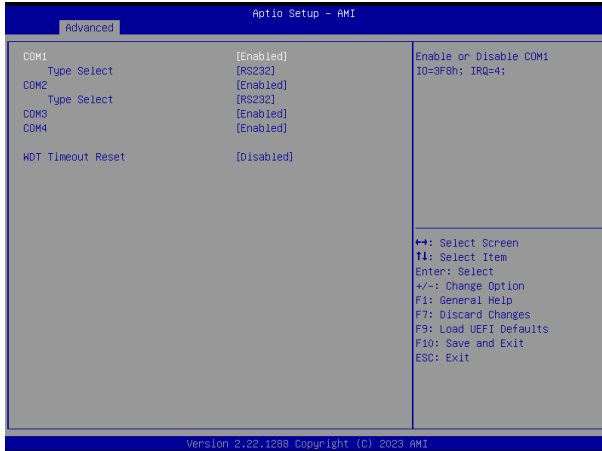 Aptio Setup - AMI
Advanced
COM1 [Enabled]
Type Select [RS232]
COM2 [Enabled]
Type Select [RS232]
COM3 [Enabled]
COM4 [Enabled]
WDT Timeout Reset [Disabled]
Enable or Disable COM1
IO=3F8h; IRQ=4;
↔: Select Screen
↑↓: Select Item
Enter: Select
+/-: Change Option
F1: General Help
F7: Discard Changes
F9: Load UEFI Defaults
F10: Save and Exit
ESC: Exit
Version 2.22.1288 Copyright (C) 2023 AMI